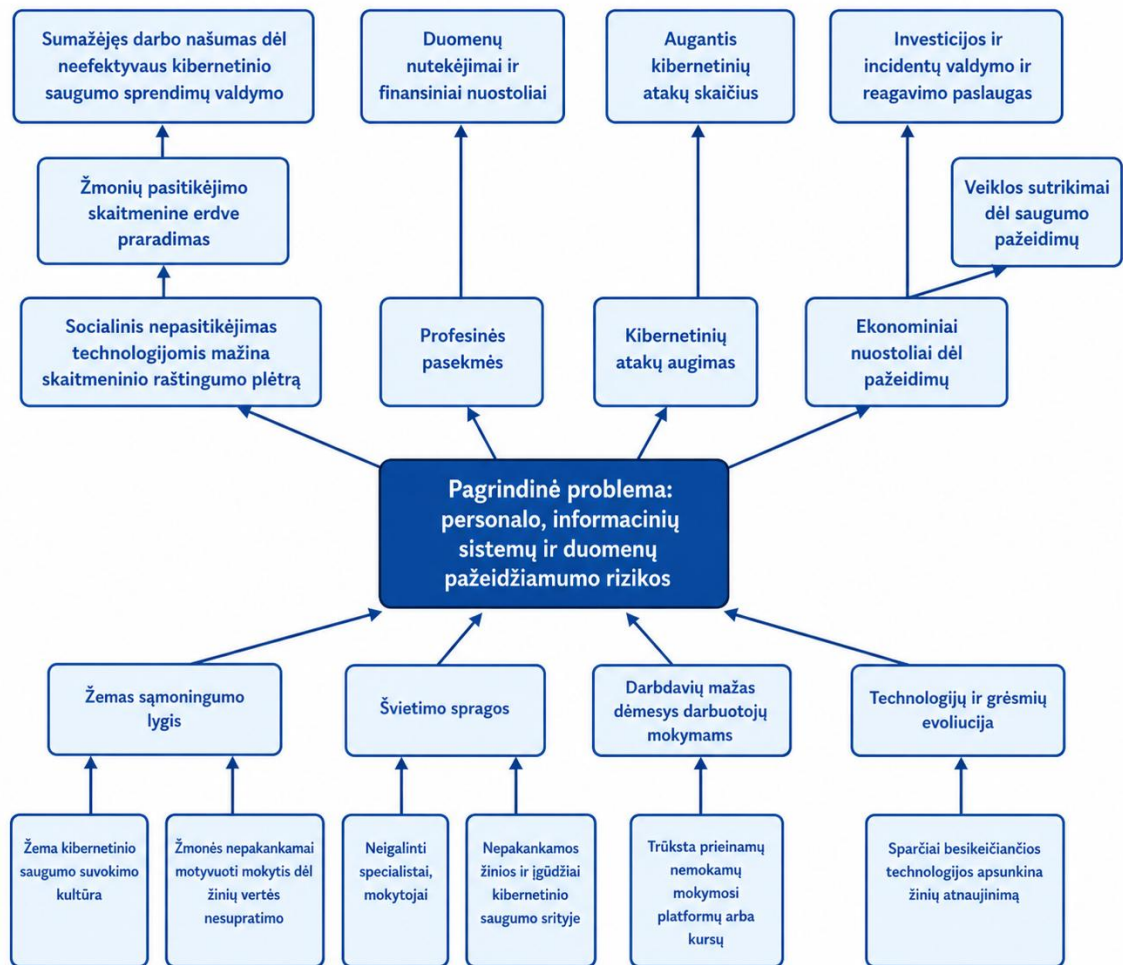 Sumažėjęs darbo našumas dėl
neefektyvaus kibernetinio
saugumo sprendimų valdymo
Duomenų
nutekėjimai ir
finansiniai nuostoliai
Augantis
kibernetinių
atakų skaičius
Investicijos ir
incidentų valdymo ir
reagavimo paslaugas
Žmonių pasitikėjimo
skaitmenine erdve
praradimas
Veiklos sutrikimai
dėl saugumo
pažeidimų
Socialinis nepasitikėjimas
technologijomis mažina
skaitmeninio raštingumo plėtrą
Profesinės
pasekmės
Kibernetinių
atakų augimas
Ekonominiai
nuostoliai dėl
pažeidimų
Pagrindinė problema:
personalo, informacinių
sistemų ir duomenų
pažeidžiamumo rizikos
Žemas sąmoningumo
lygis
Švietimo spragos
Darbdavių mažas
dėmesys darbuotojų
mokymams
Technologijų ir grėsmių
evoliucija
Žema kibernetinio
saugumo suvokimo
kultūra
Žmonės nepakankamai
motyvuoti mokytis dėl
žinių vertės
nesupratimo
Neigalinti
specialistai,
mokytojai
Nepakankamos
žinios ir įgūdžiai
kibernetinio
saugumo srityje
Trūksta prieinamų
nemokamų
mokymosi
platformų arba
kursų
Sparčiai besikeičiančios
technologijos apsunkina
žinių atnaujinimą